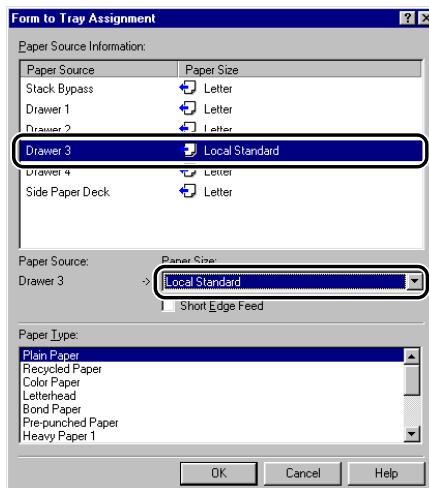 Form to Tray Assignment
Paper Source Information:
Paper Source Paper Size
Stack Bypass Letter
Drawer 1 Letter
Drawer 2 Letter
Drawer 3 Local Standard
Drawer 4 Letter
Side Paper Deck Letter
Paper Source: Paper Size:
Drawer 3 -> Local Standard
Short Edge Feed
Paper Type:
Plain Paper
Recycled Paper
Color Paper
Letterhead
Bond Paper
Pre-punched Paper
Heavy Paper 1
OK Cancel Help